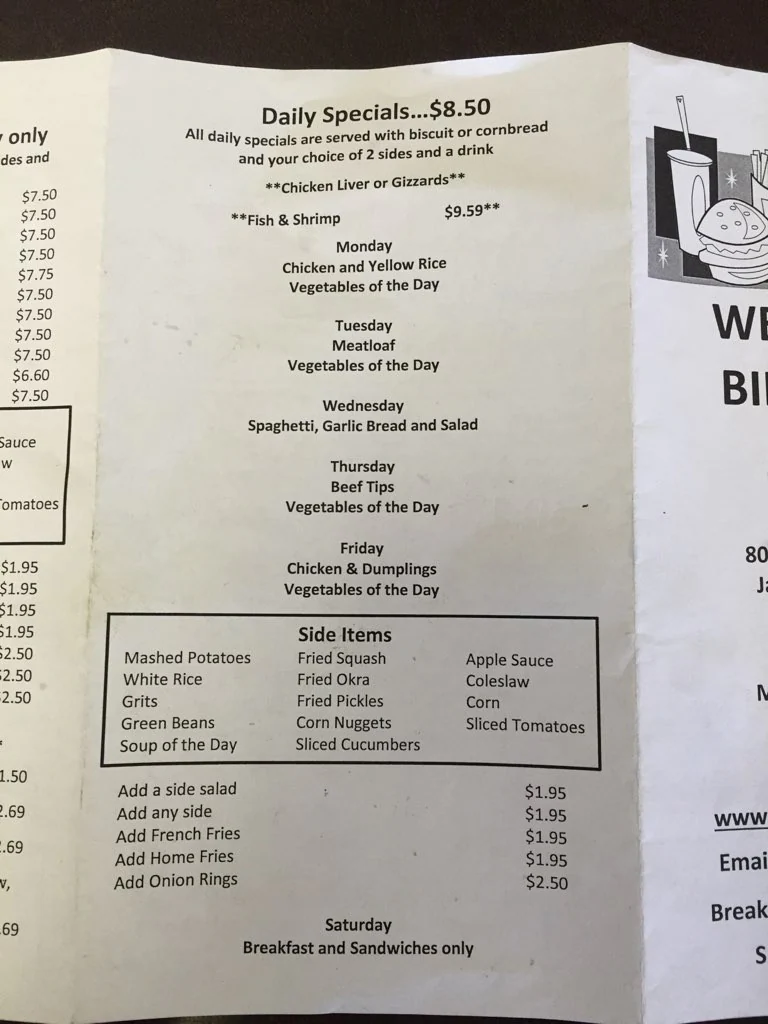 y only
des and
$7.50
$7.50
$7.50
$7.50
$7.75
$7.50
$7.50
$7.50
$7.50
$6.60
$7.50
Sauce
w
Tomatoes
$1.95
$1.95
$1.95
$1.95
$2.50
$2.50
$2.50
1.50
2.69
2.69
w,
.69
Daily Specials...$8.50
All daily specials are served with biscuit or cornbread
and your choice of 2 sides and a drink
**Chicken Liver or Gizzards**
**Fish & Shrimp $9.59**
Monday
Chicken and Yellow Rice
Vegetables of the Day
Tuesday
Meatloaf
Vegetables of the Day
Wednesday
Spaghetti, Garlic Bread and Salad
Thursday
Beef Tips
Vegetables of the Day
Friday
Chicken & Dumplings
Vegetables of the Day
Side Items
Mashed Potatoes Fried Squash Apple Sauce
White Rice Fried Okra Coleslaw
Grits Fried Pickles Corn
Green Beans Corn Nuggets Sliced Tomatoes
Soup of the Day Sliced Cucumbers
Add a side salad $1.95
Add any side $1.95
Add French Fries $1.95
Add Home Fries $1.95
Add Onion Rings $2.50
Saturday
Breakfast and Sandwiches only
WE
BI
80
Ja
M
www
Emai
Break
S